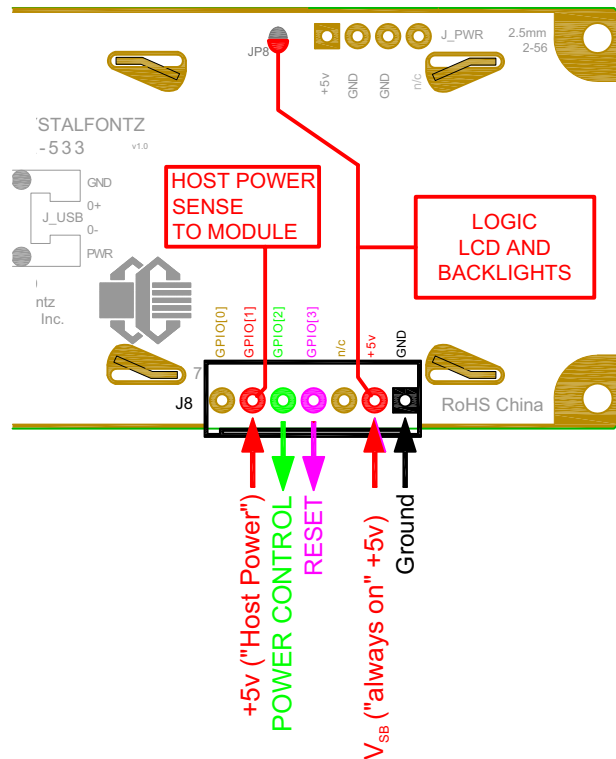 JP8
J_PWR
2.5mm
2-56
+5v
GND
GND
n/c
STALFONTZ
-533
v1.0
GND
0+
J_USB
0-
PWR
ntz
Inc.
HOST POWER
SENSE
TO MODULE
LOGIC
LCD AND
BACKLIGHTS
GPIO[0]
GPIO[1]
GPIO[2]
GPIO[3]
n/c
+5v
GND
7
J8
RoHS China
+5v ("Host Power")
POWER CONTROL
RESET
VSB ("always on" +5v)
Ground